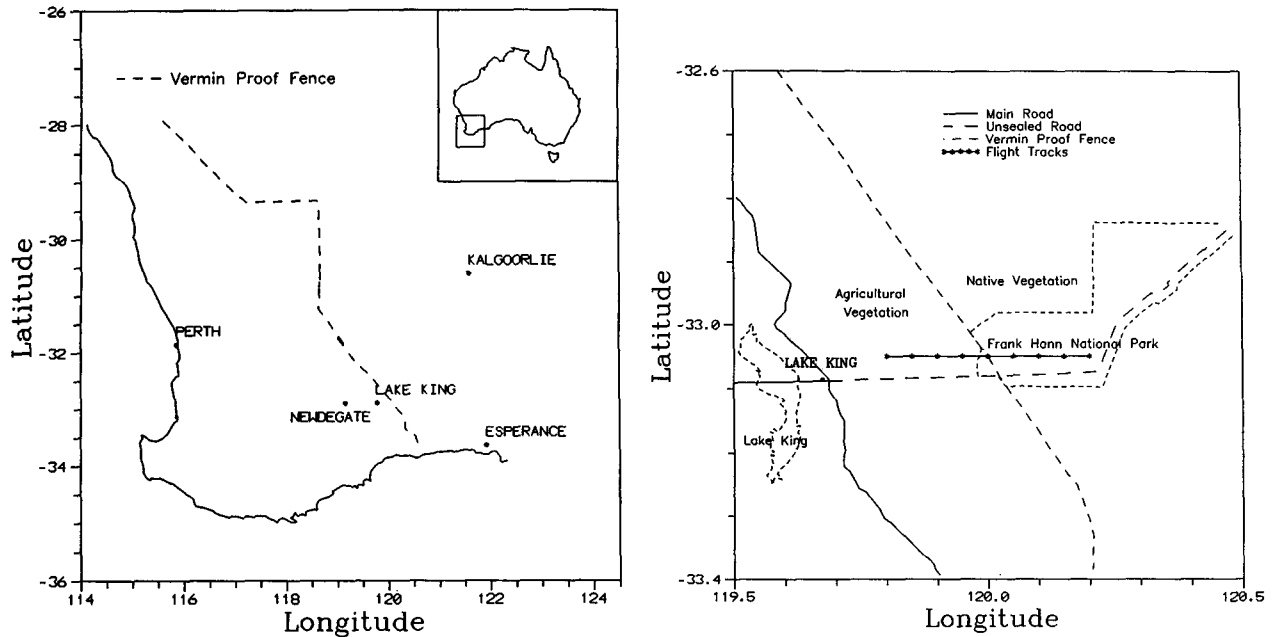 -26
-28
-30
-32
-34
-36
Latitude
Vermin Proof Fence
KALGOORLIE
PERTH
LAKE KING
NEWDEGATE
ESPERANCE
114
116
118
120
122
124
Longitude
-32.6
-33.0
-33.4
Latitude
Main Road
Unsealed Road
Vermin Proof Fence
Flight Tracks
Native Vegetation
Agricultural
Vegetation
Frank Hann National Park
LAKE KING
Lake King
119.5
120.0
120.5
Longitude